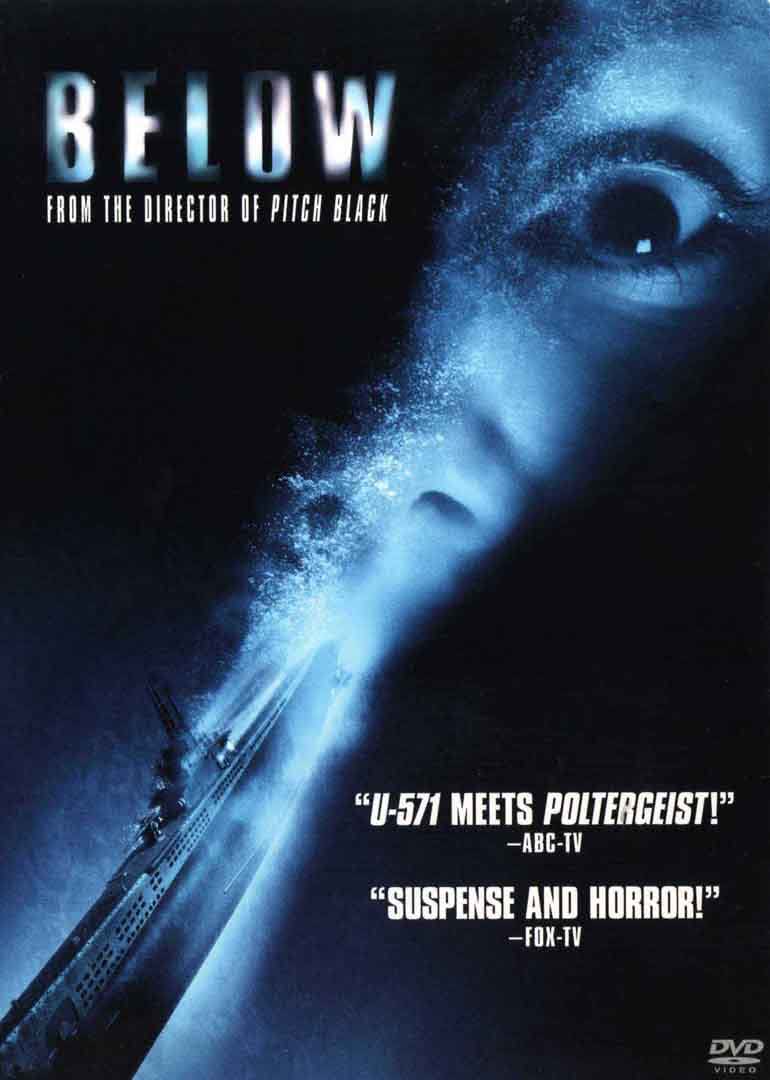 BELOW
FROM THE DIRECTOR OF PITCH BLACK
“U-571 MEETS POLTERGEIST!”
–ABC-TV
“SUSPENSE AND HORROR!”
–FOX-TV
DVD
VIDEO